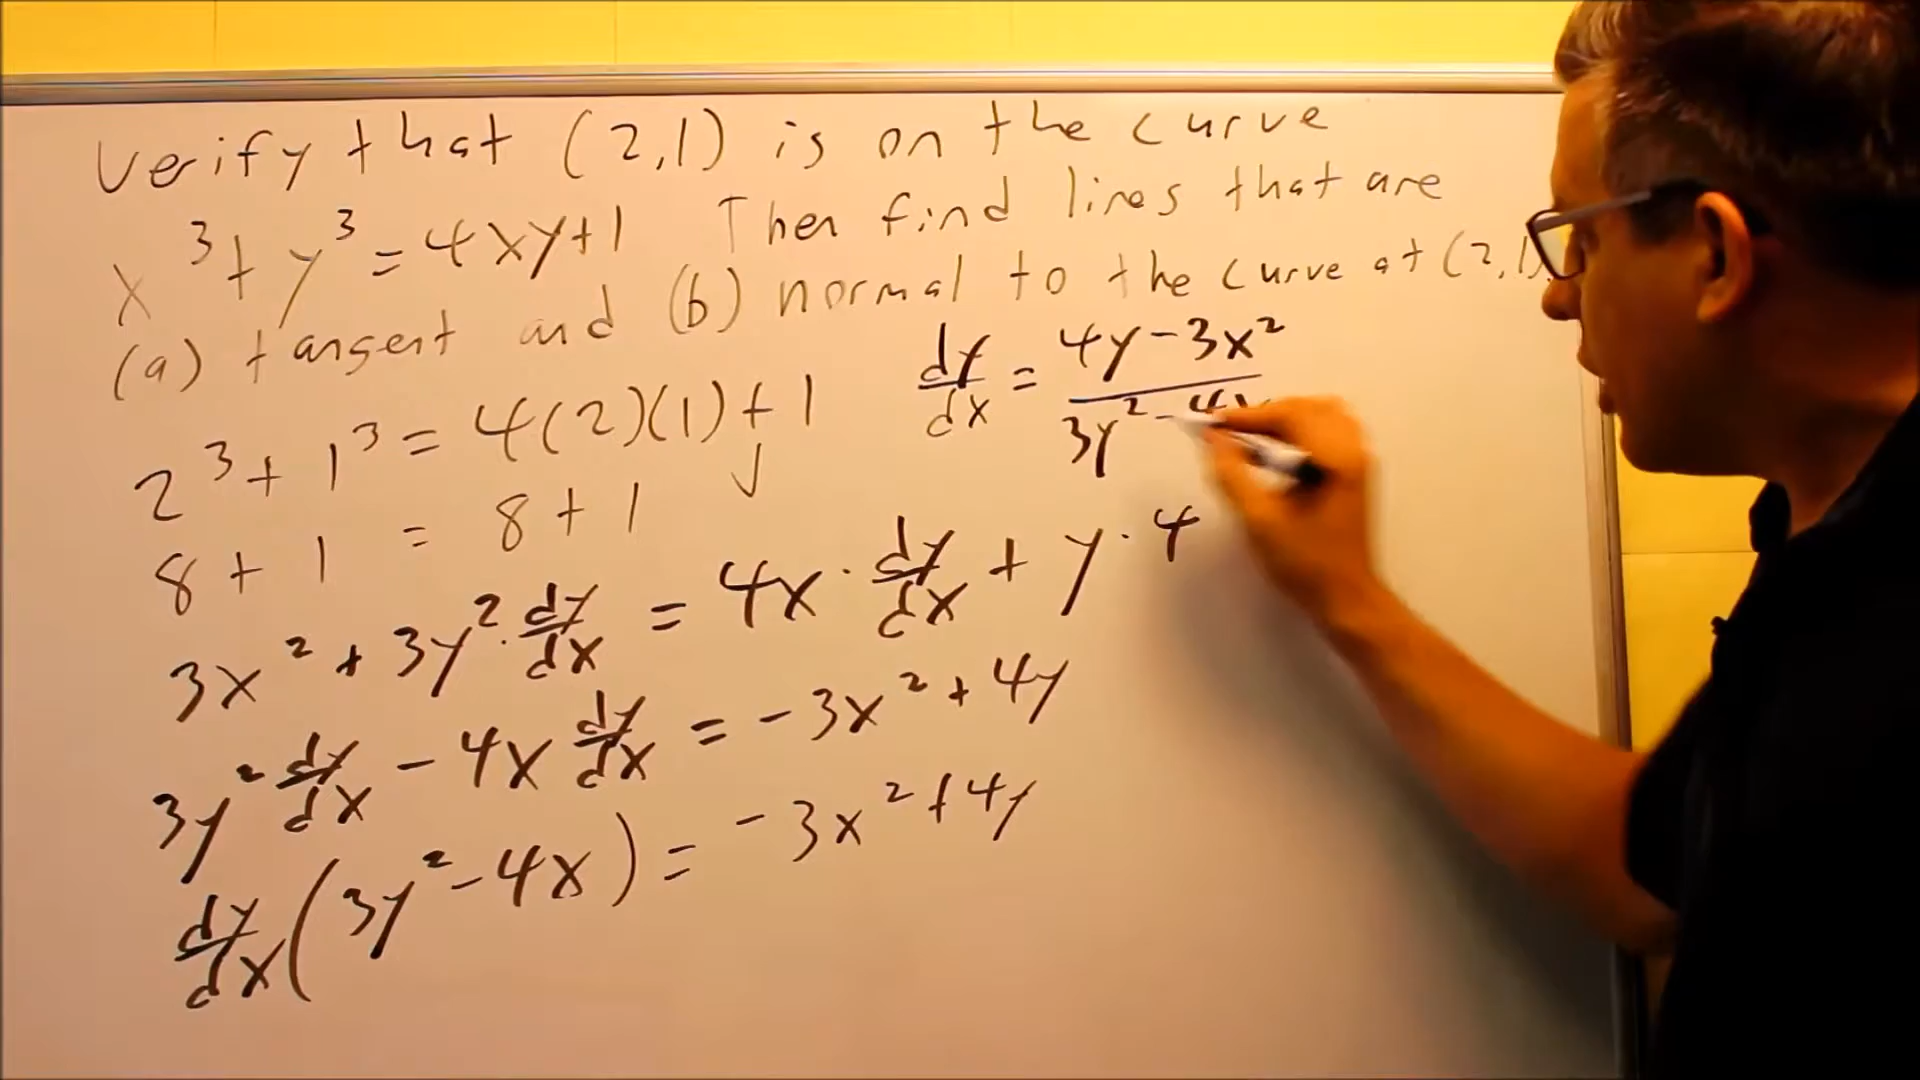 Verify that (2,1) is on the curve
x³ + y³ = 4xy+1 Then find lines that are
(a) tangent and (b) normal to the curve at (2,1)
dy/dx = (4y-3x²)/(3y²-4x)
2³ + 1³ = 4(2)(1) + 1
8 + 1 = 8 + 1 ✓
3x² + 3y² · dy/dx = 4x · dy/dx + y · 4
3y² dy/dx - 4x dy/dx = -3x² + 4y
dy/dx (3y² - 4x) = -3x² + 4y